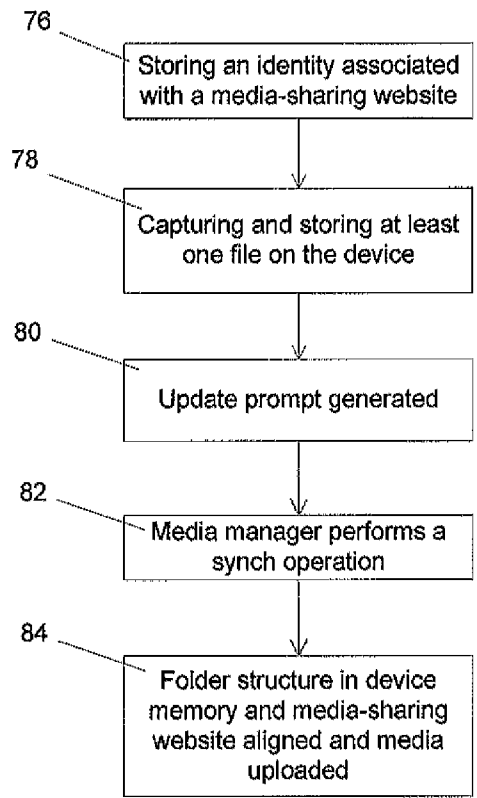 76
Storing an identity associated
with a media-sharing website
78
Capturing and storing at least
one file on the device
80
Update prompt generated
82
Media manager performs a
synch operation
84
Folder structure in device
memory and media-sharing
website aligned and media
uploaded